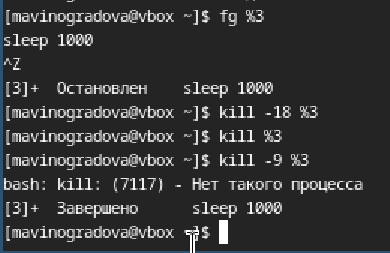 [mavinogradova@vbox ~]$ fg %3
sleep 1000
^Z
[3]+  Остановлен    sleep 1000
[mavinogradova@vbox ~]$ kill -18 %3
[mavinogradova@vbox ~]$ kill %3
[mavinogradova@vbox ~]$ kill -9 %3
bash: kill: (7117) - Нет такого процесса
[3]+  Завершено     sleep 1000
[mavinogradova@vbox ~]$